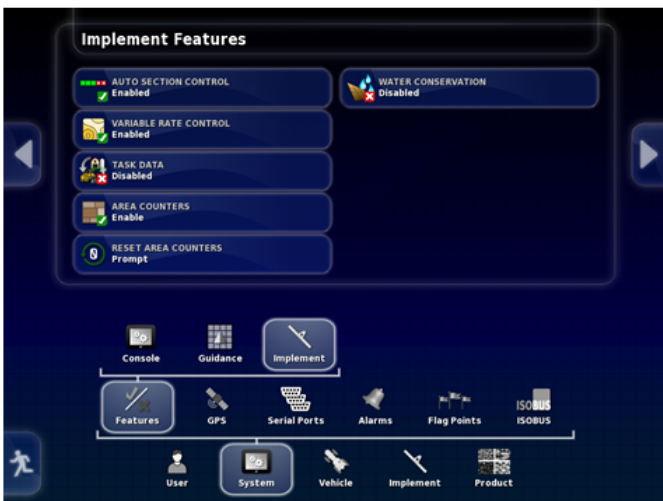 Implement Features
AUTO SECTION CONTROL
Enabled
WATER CONSERVATION
Disabled
VARIABLE RATE CONTROL
Enabled
TASK DATA
Disabled
AREA COUNTERS
Enable
0
RESET AREA COUNTERS
Prompt
Console
Guidance
Implement
Features
GPS
Serial Ports
Alarms
Flag Points
ISOBUS
ISOBUS
User
System
Vehicle
Implement
Product